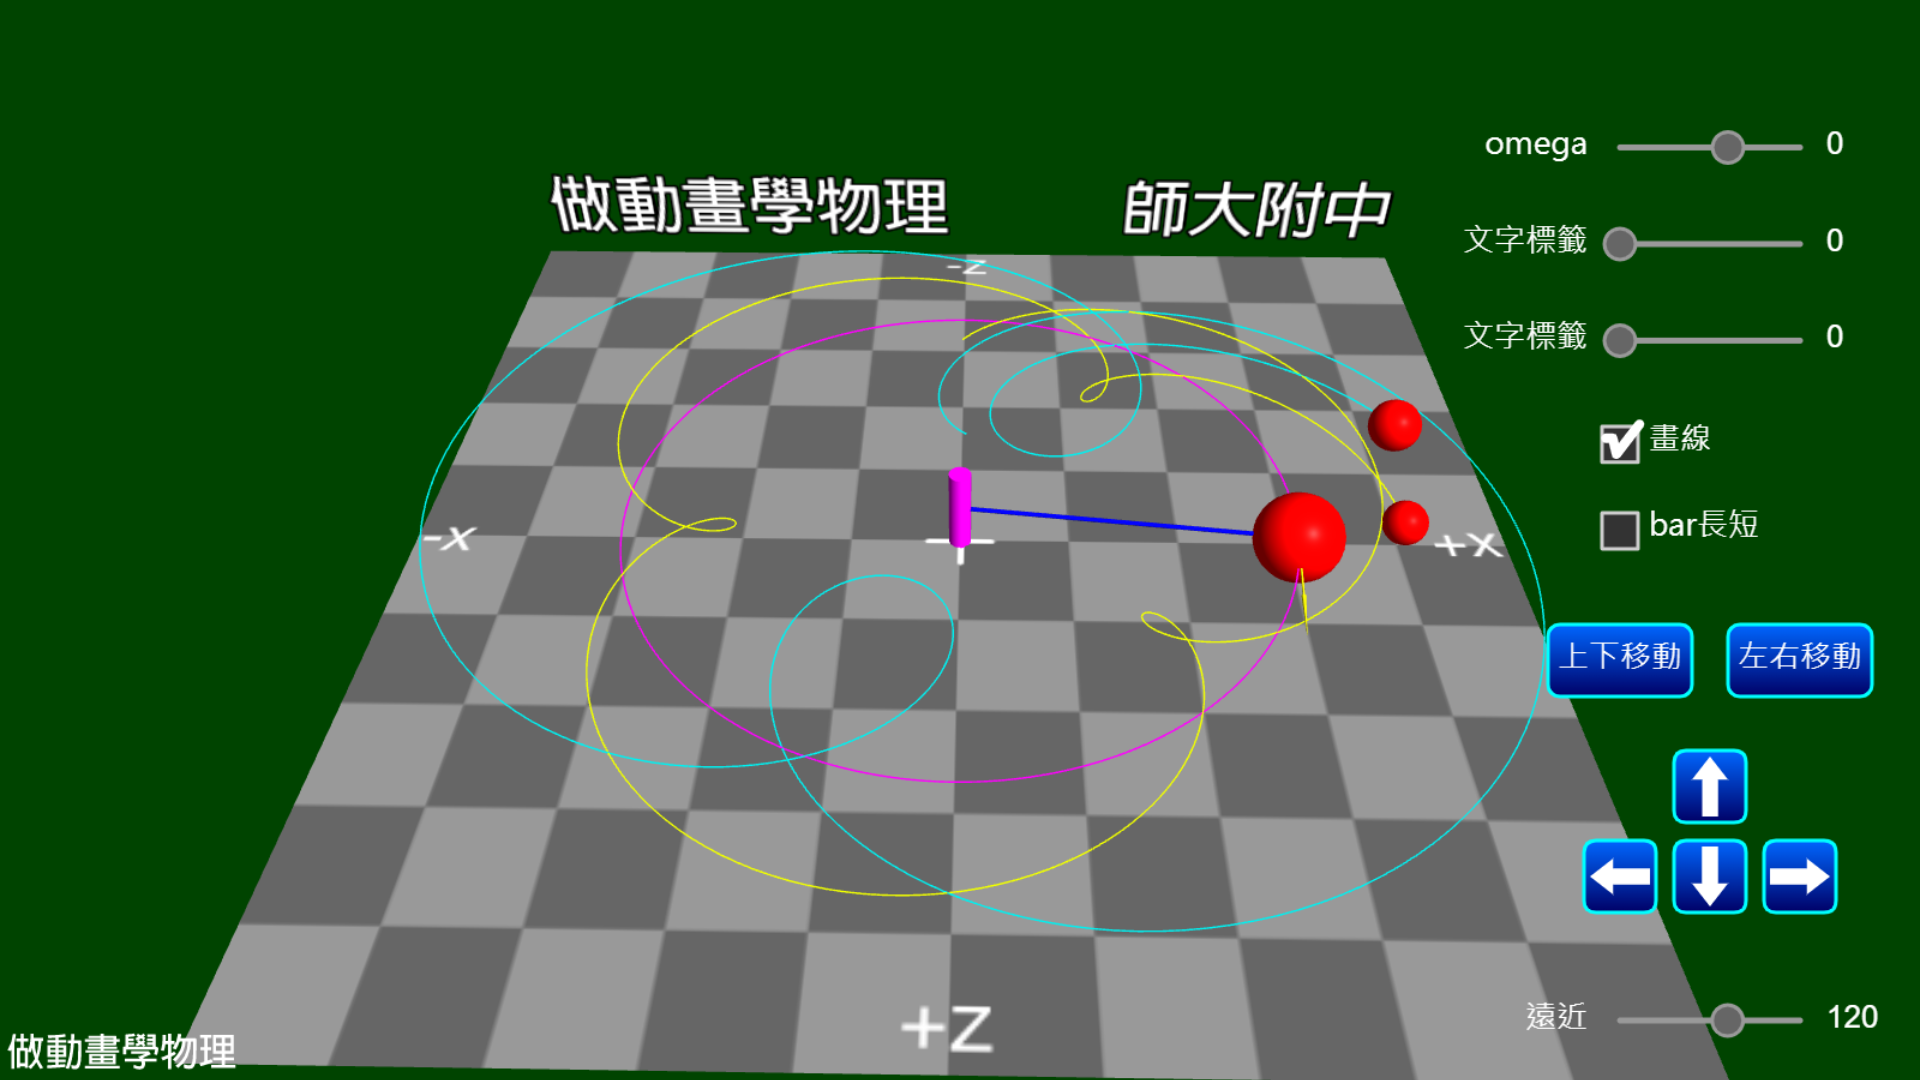 omega 0
做動畫學物理 師大附中
文字標籤 0
-Z
文字標籤 0
畫線
bar長短
-X
+X
上下移動 左右移動
+Z
遠近 120
做動畫學物理